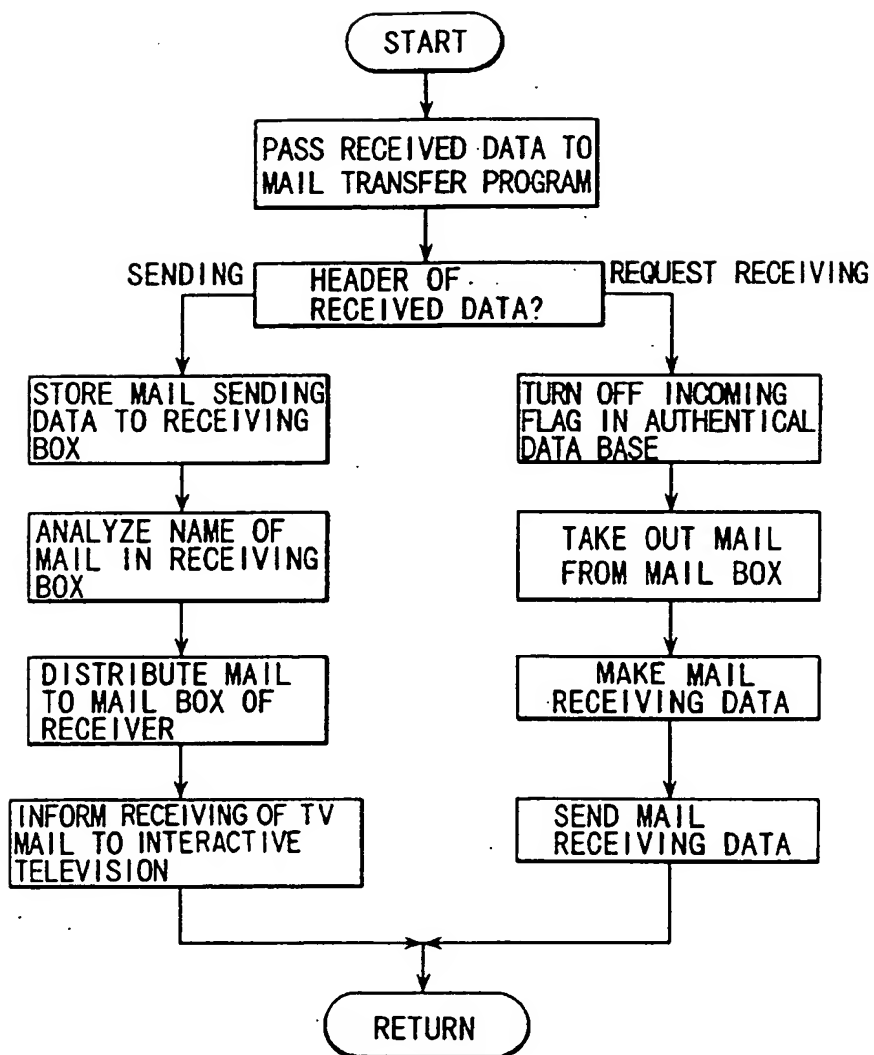 START
PASS RECEIVED DATA TO
MAIL TRANSFER PROGRAM
SENDING
HEADER OF
RECEIVED DATA?
REQUEST RECEIVING
STORE MAIL SENDING
DATA TO RECEIVING
BOX
ANALYZE NAME OF
MAIL IN RECEIVING
BOX
DISTRIBUTE MAIL
TO MAIL BOX OF
RECEIVER
INFORM RECEIVING OF TV
MAIL TO INTERACTIVE
TELEVISION
TURN OFF INCOMING
FLAG IN AUTHENTICAL
DATA BASE
TAKE OUT MAIL
FROM MAIL BOX
MAKE MAIL
RECEIVING DATA
SEND MAIL
RECEIVING DATA
RETURN